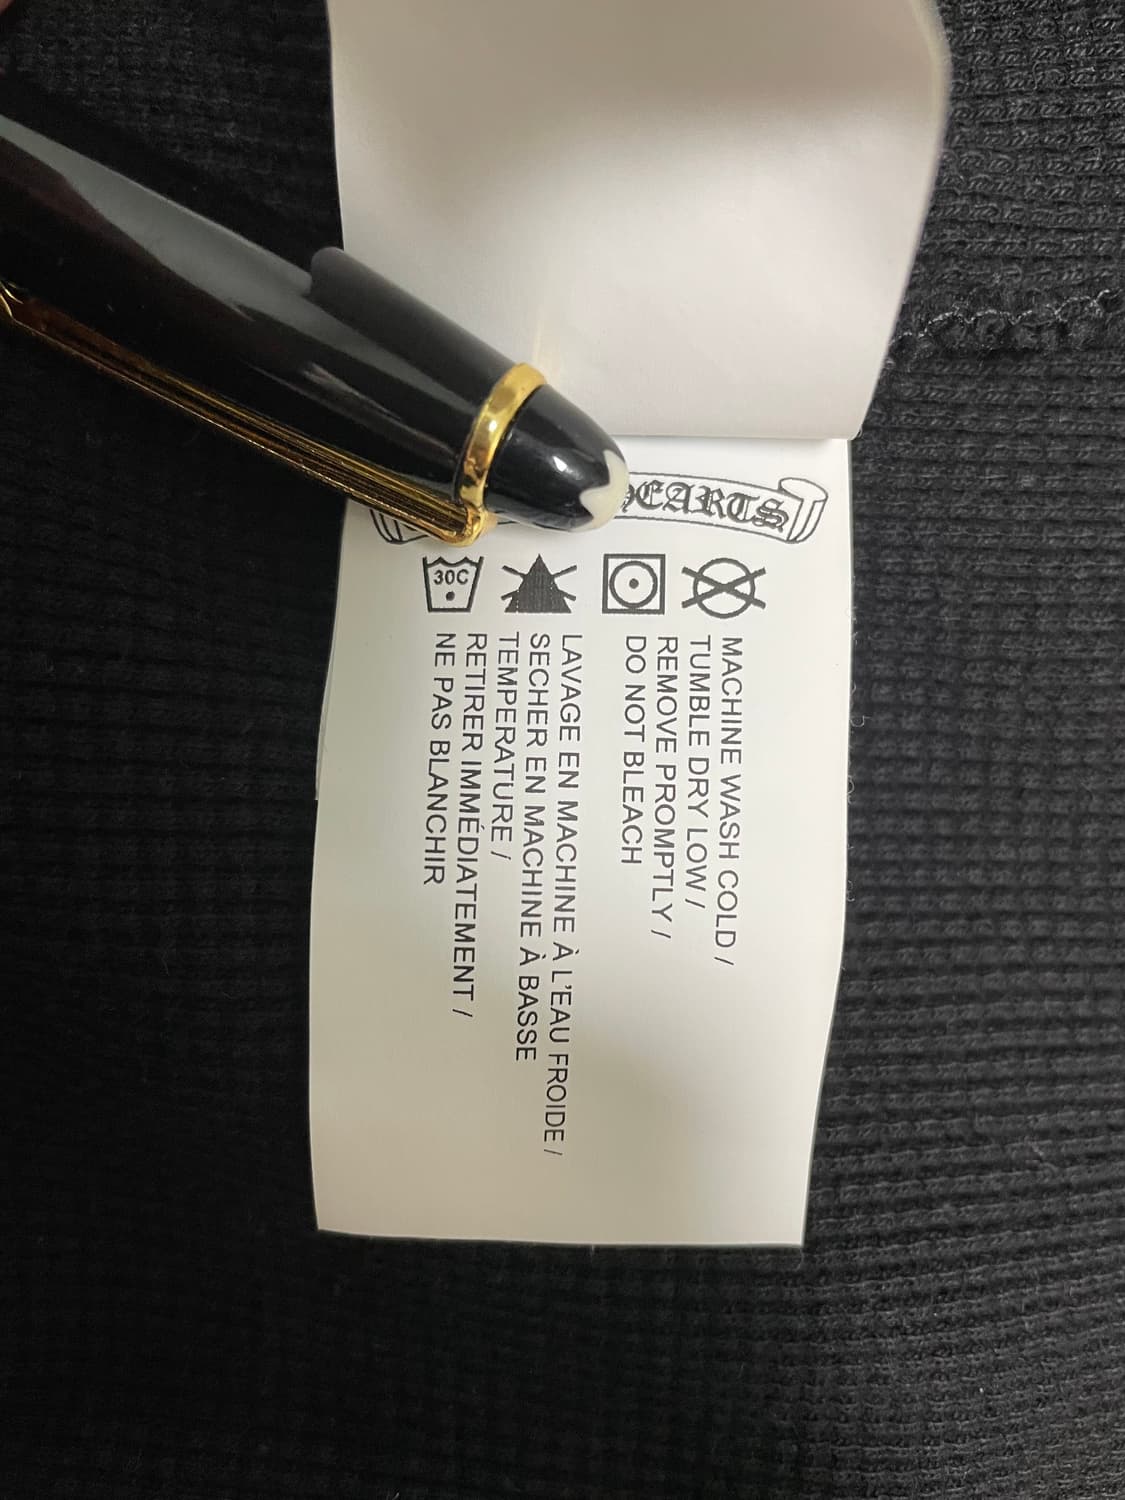 HEARTS
30C
MACHINE WASH COLD /
TUMBLE DRY LOW /
REMOVE PROMPTLY /
DO NOT BLEACH
LAVAGE EN MACHINE À L'EAU FROIDE /
SECHER EN MACHINE À BASSE
TEMPERATURE /
RETIRER IMMÉDIATEMENT /
NE PAS BLANCHIR